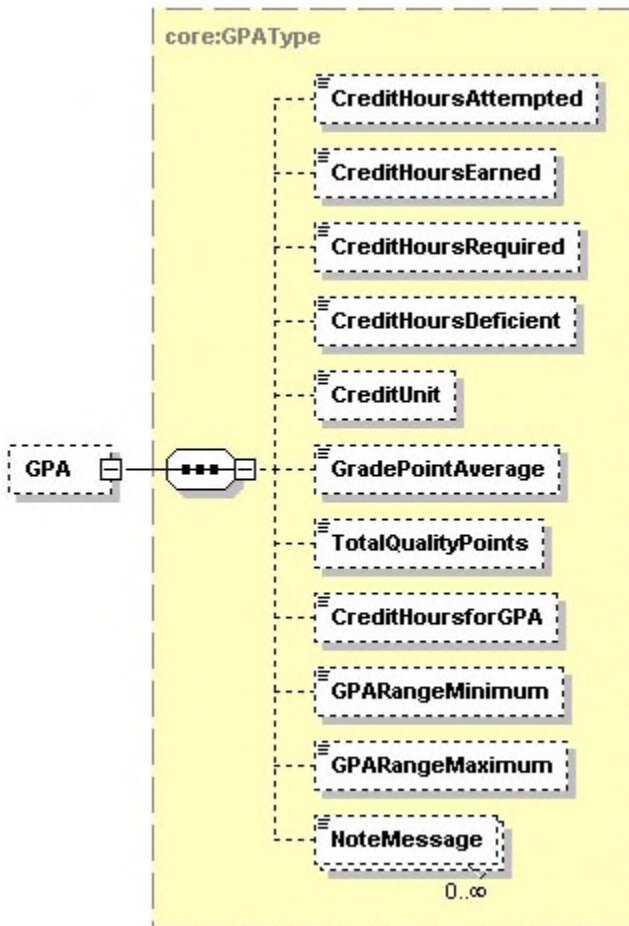 core:GPAType
CreditHoursAttempted
CreditHoursEarned
CreditHoursRequired
CreditHoursDeficient
CreditUnit
GPA
GradePointAverage
TotalQualityPoints
CreditHoursforGPA
GPARangeMinimum
GPARangeMaximum
NoteMessage
0..∞